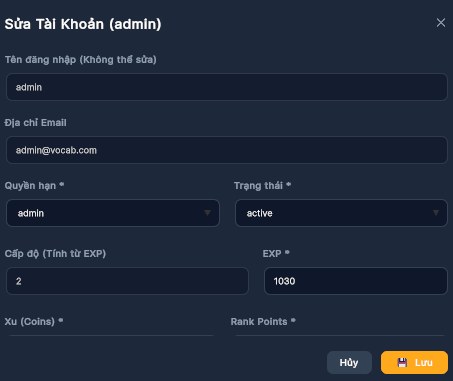 Sửa Tài Khoản (admin)
Tên đăng nhập (Không thể sửa)
admin
Địa chỉ Email
admin@vocab.com
Quyền hạn * Trạng thái *
admin active
Cấp độ (Tính từ EXP) EXP *
2 1030
Xu (Coins) * Rank Points *
Hủy Lưu